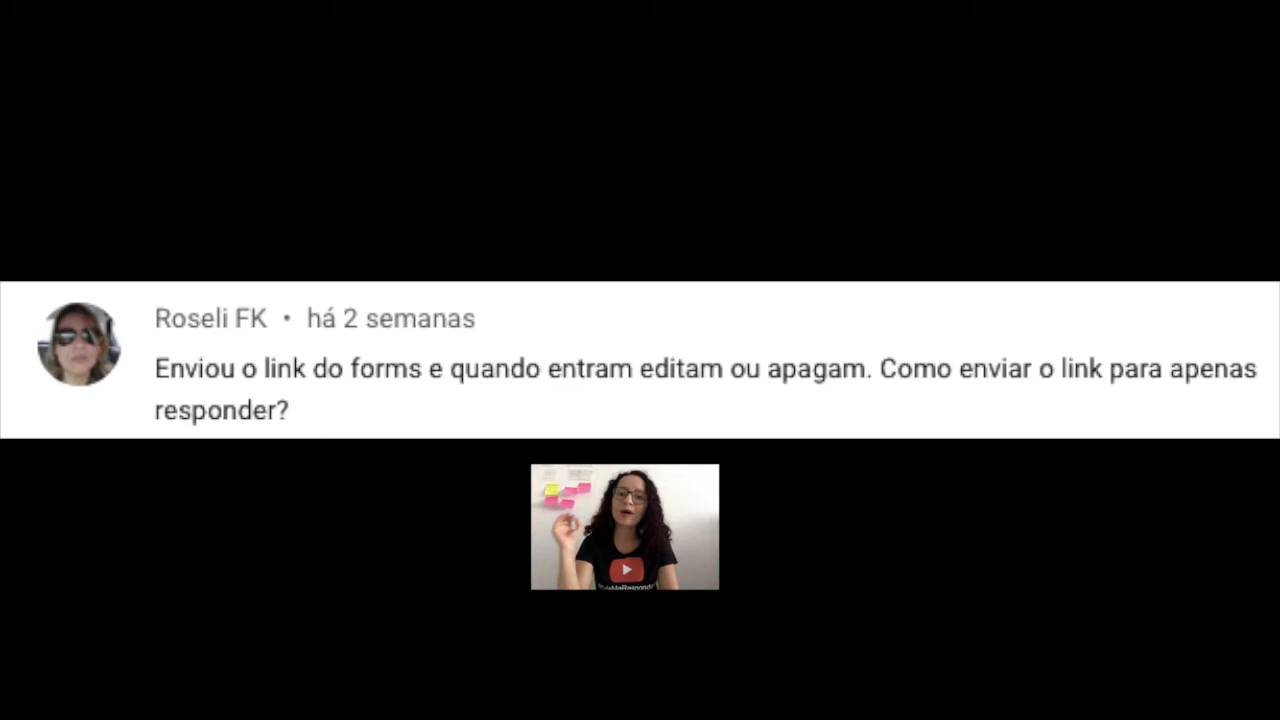 Roseli FK • há 2 semanas
Enviou o link do forms e quando entram editam ou apagam. Como enviar o link para apenas
responder?